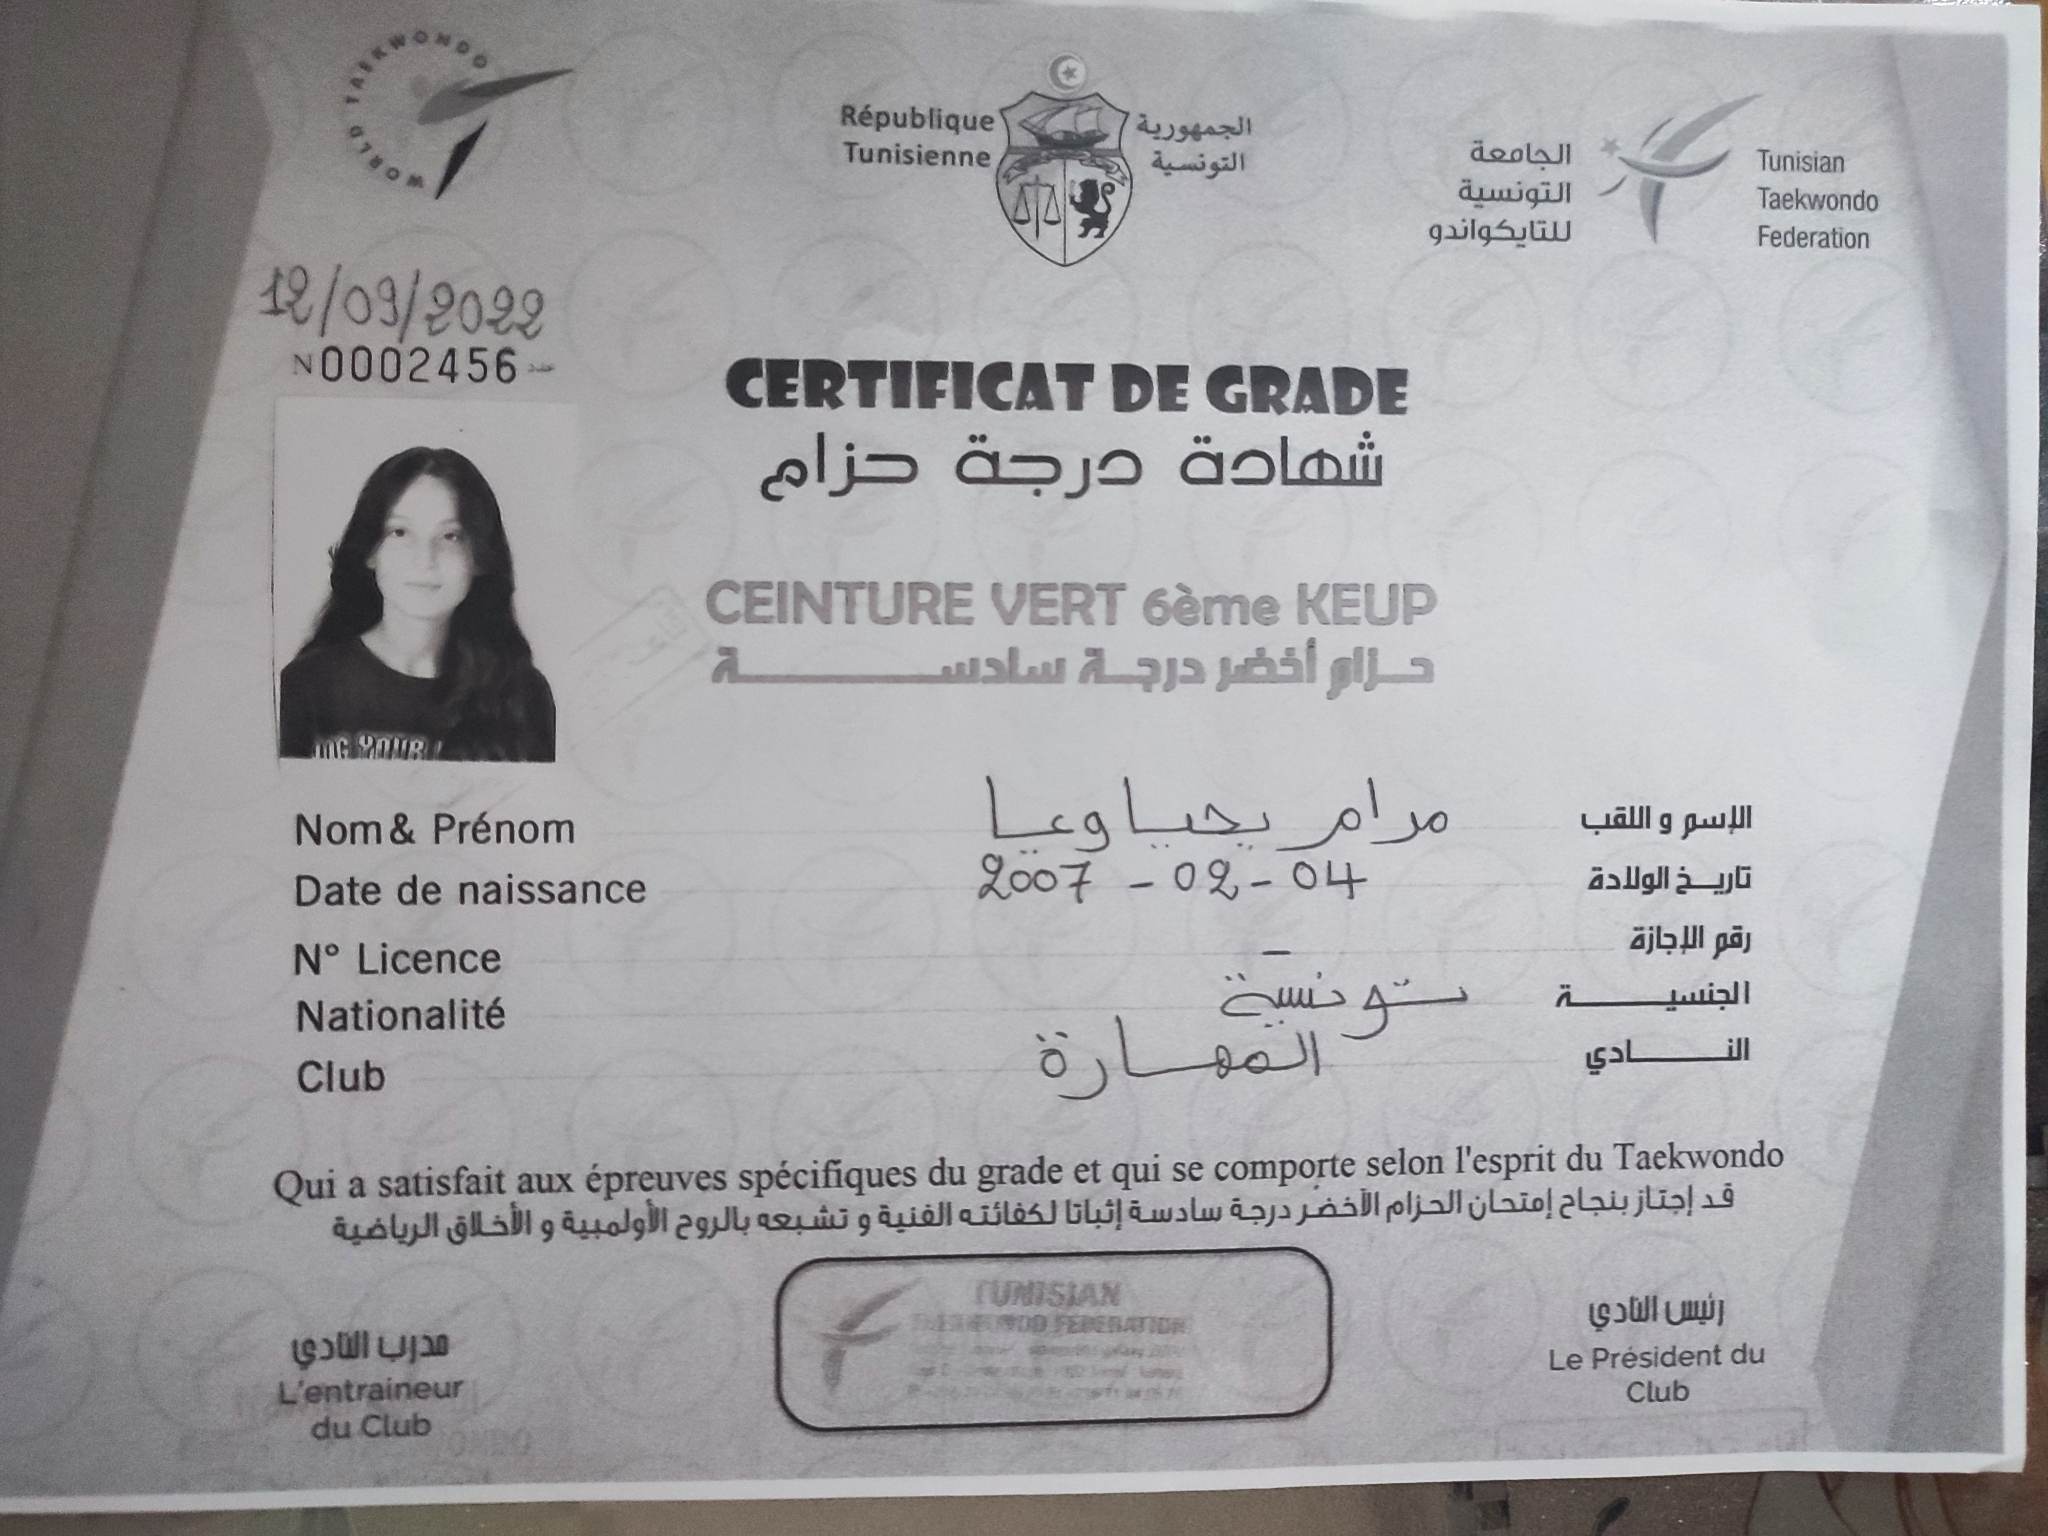 WORLD TAEKWONDO
République
Tunisienne
الجمهورية
التونسية
الجامعة
التونسية
للتايكواندو
Tunisian
Taekwondo
Federation
12/09/2022
N 0002456 عدد
CERTIFICAT DE GRADE
شهادة درجة حزام
CEINTURE VERT 6ème KEUP
حزام أخضر درجة سادسة
YOUR
Nom & Prénom مرام يحياوي الإسم و اللقب
Date de naissance 2007 - 02 - 04 تاريخ الولادة
N° Licence - رقم الإجازة
Nationalité تونسية الجنسية
Club المهارة النادي
Qui a satisfait aux épreuves spécifiques du grade et qui se comporte selon l'esprit du Taekwondo
قد إجتاز بنجاح إمتحان الحزام الأخضر درجة سادسة إثباتا لكفائته الفنية و تشبعه بالروح الأولمبية و الأخلاق الرياضية
مدرب النادي
L'entraineur
du Club
TUNISIAN
TAEKWONDO FEDERATION
رئيس النادي
Le Président du
Club